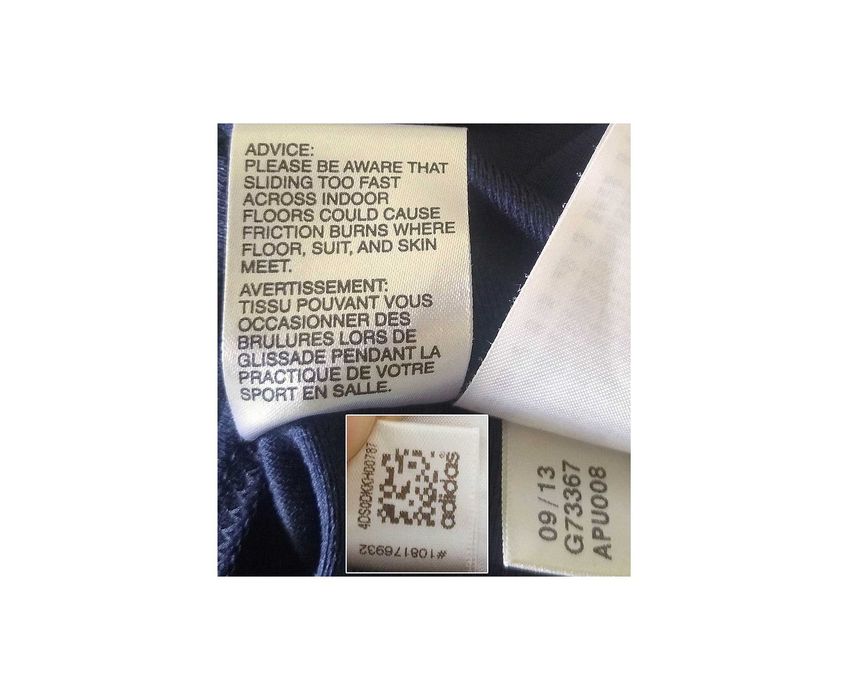 ADVICE:
PLEASE BE AWARE THAT
SLIDING TOO FAST
ACROSS INDOOR
FLOORS COULD CAUSE
FRICTION BURNS WHERE
FLOOR, SUIT, AND SKIN
MEET.
AVERTISSEMENT:
TISSU POUVANT VOUS
OCCASIONNER DES
BRULURES LORS DE
GLISSADE PENDANT LA
PRACTIQUE DE VOTRE
SPORT EN SALLE.
adidas
#108176932
09/13
G73367
APU008